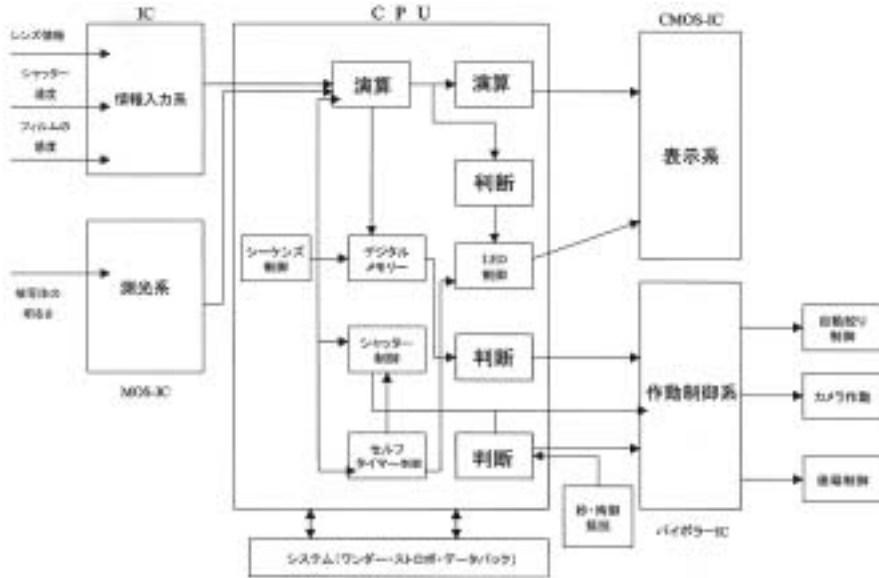 IC
C P U
CMOS-IC
レンズ情報
シャッター
速度
フィルムの
感度
情報入力系
演算
演算
表示系
判断
シーケンズ
制御
デジタル
メモリー
LED
制御
被写体の
明るさ
測光系
MOS-IC
シャッター
制御
判断
作動制御系
自動絞り
制御
カメラ作動
セルフ
タイマー制御
判断
バイポラーIC
システム(ワンダー・ストロボ・データバック)